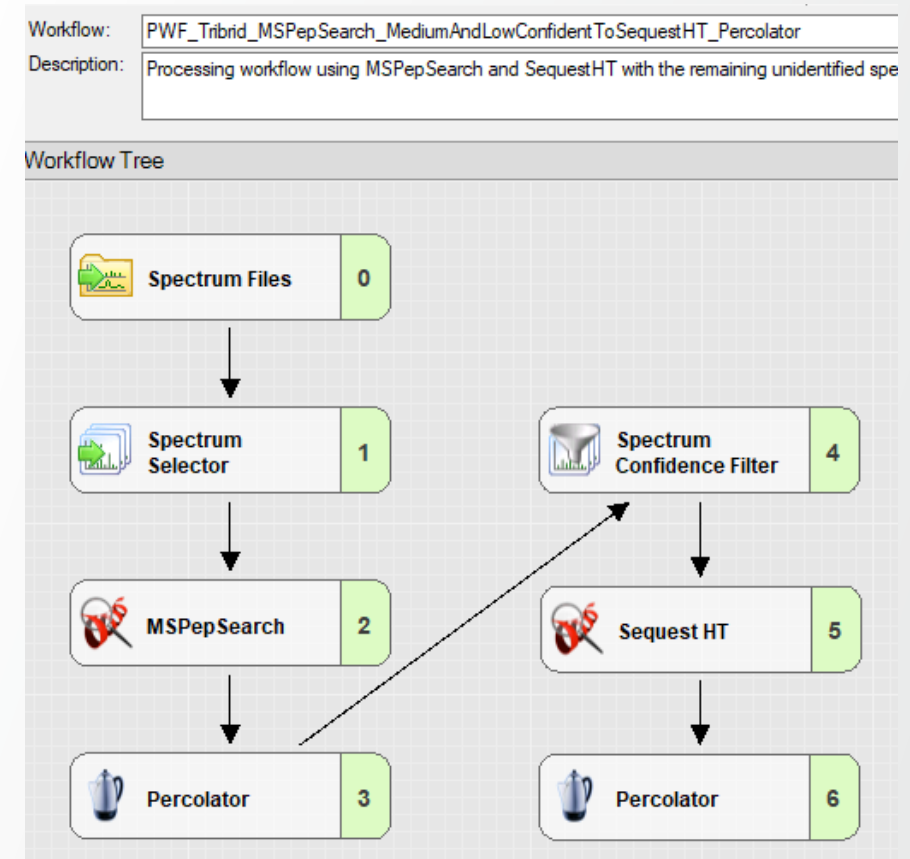 Workflow: PWF_Tribrid_MSPepSearch_MediumAndLowConfidentToSequestHT_Percolator
Description: Processing workflow using MSPepSearch and SequestHT with the remaining unidentified spe
Workflow Tree
Spectrum Files 0
Spectrum
Selector 1
MSPepSearch 2
Percolator 3
Spectrum
Confidence Filter 4
Sequest HT 5
Percolator 6